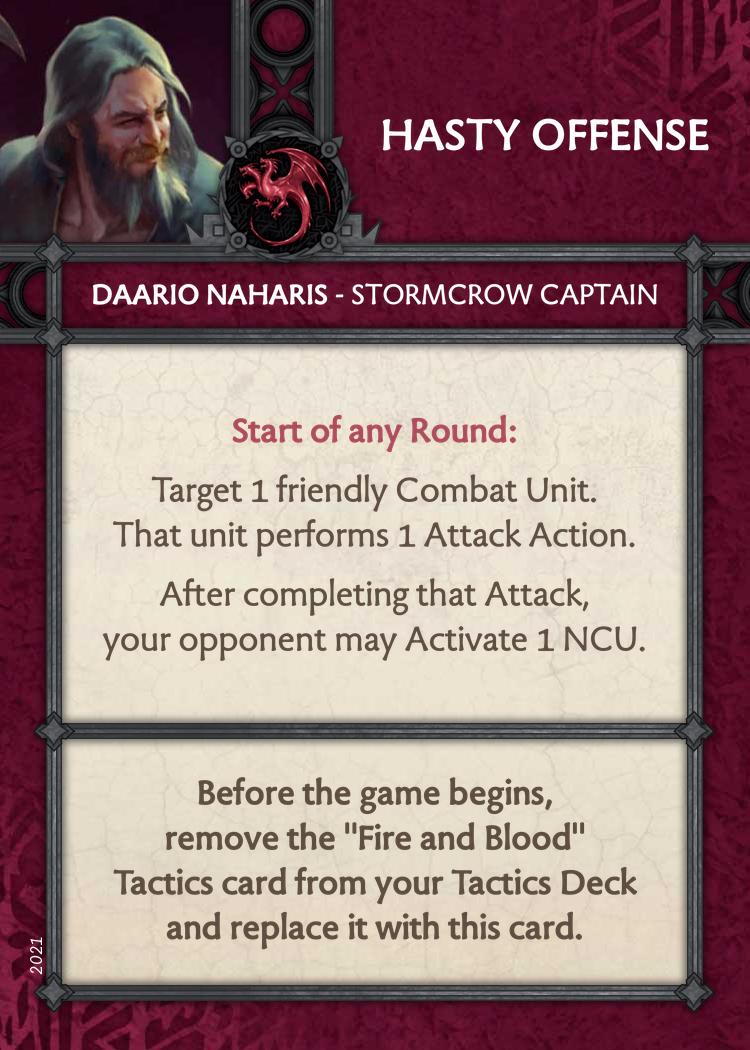 HASTY OFFENSE
DAARIO NAHARIS - STORMCROW CAPTAIN
Start of any Round:
Target 1 friendly Combat Unit.
That unit performs 1 Attack Action.
After completing that Attack,
your opponent may Activate 1 NCU.
Before the game begins,
remove the "Fire and Blood"
Tactics card from your Tactics Deck
and replace it with this card.
2021